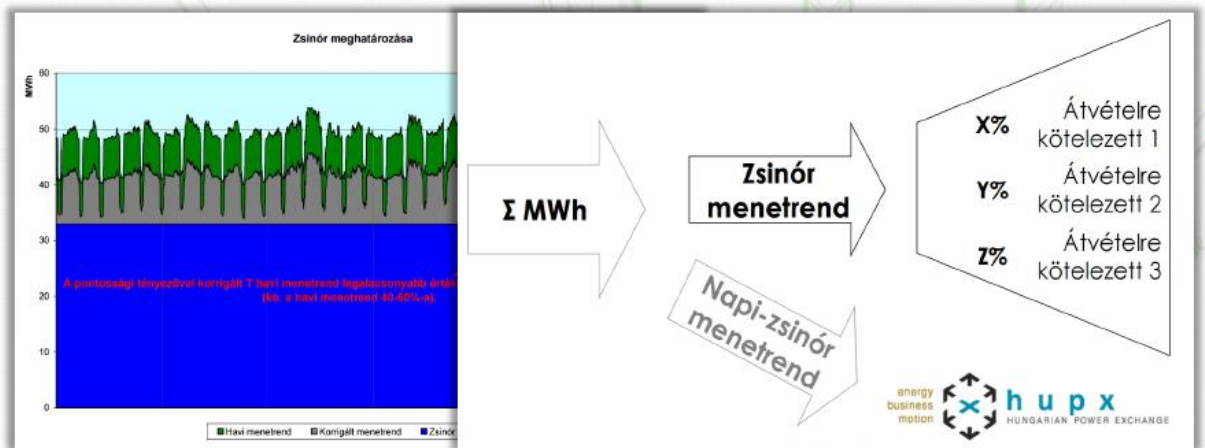 Zsinór meghatározása
MWh
60
50
40
30
20
10
0
A pontossági tényezővel korrigált T havi menetrend legalacsonyabb
(kb. a havi menetrend 40-60%-a).
Havi menetrend
Korrigált menetrend
Zsinór
Σ MWh
Zsinór
menetrend
Napi-zsinór
menetrend
X% Átvételre
kötelezett 1
Y% Átvételre
kötelezett 2
Z% Átvételre
kötelezett 3
energy
business
motion
hupx
HUNGARIAN POWER EXCHANGE